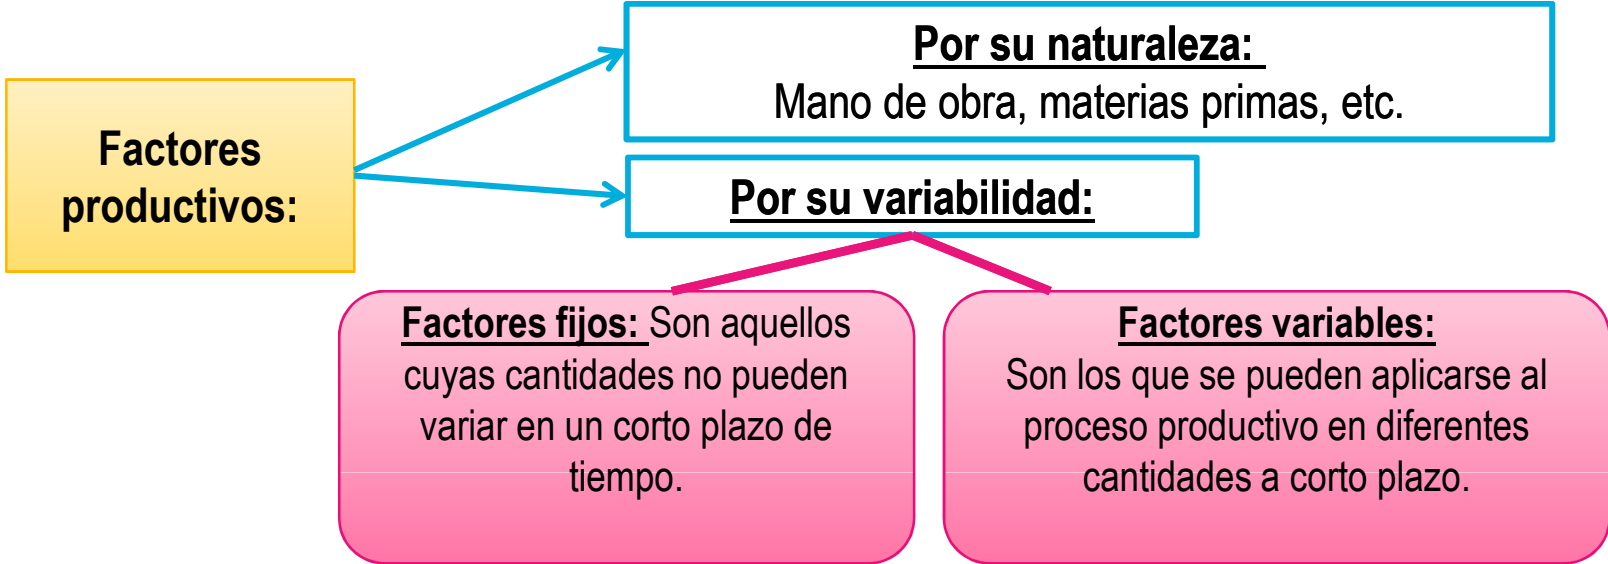 Por su naturaleza:
Mano de obra, materias primas, etc.
Factores
productivos:
Por su variabilidad:
Factores fijos: Son aquellos
cuyas cantidades no pueden
variar en un corto plazo de
tiempo.
Factores variables:
Son los que se pueden aplicarse al
proceso productivo en diferentes
cantidades a corto plazo.